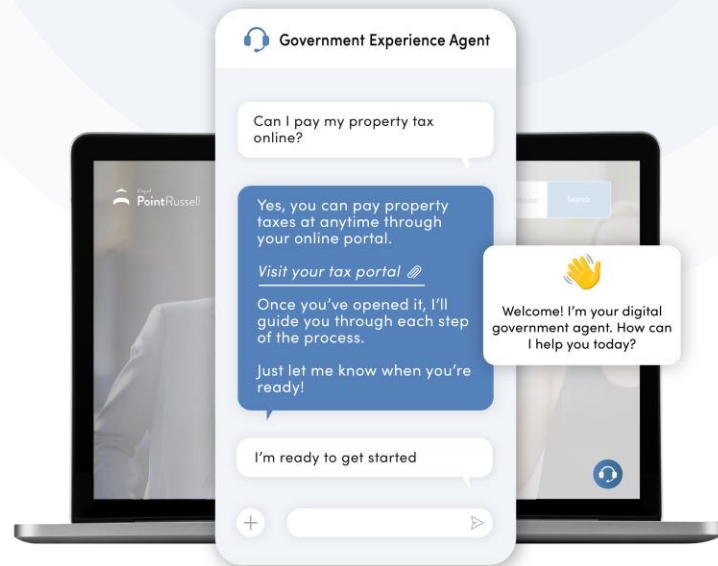 Government Experience Agent
Can I pay my property tax
online?
City of
PointRussell
Search
Yes, you can pay property
taxes at anytime through
your online portal.
Visit your tax portal
Once you've opened it, I'll
guide you through each step
of the process.
Just let me know when you're
ready!
Welcome! I'm your digital
government agent. How can
I help you today?
I'm ready to get started